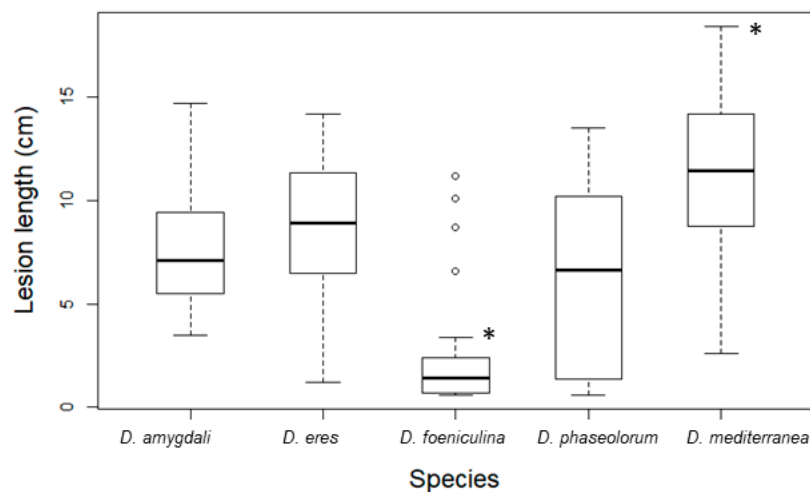 Lesion length (cm)
15
10
5
0
*
*
D. amygdali D. eres D. foeniculina D. phaseolorum D. mediterranea
Species